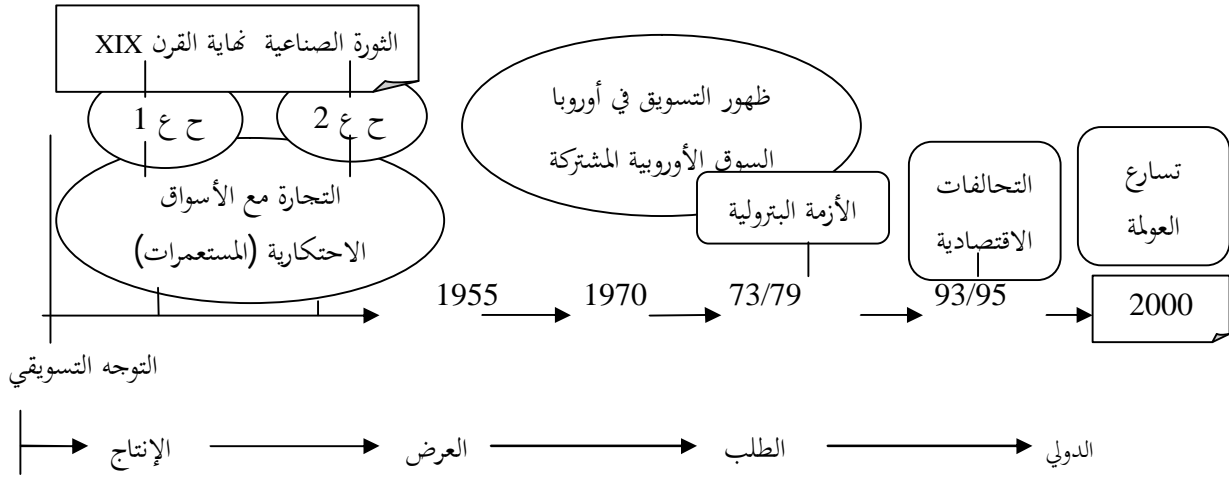 الثورة الصناعية نهاية القرن XIX
ح ع 1
ح ع 2
التجارة مع الأسواق
الاحتكارية (المستعمرات)
ظهور التسويق في أوروبا
السوق الأوروبية المشتركة
الأزمة البترولية
التحالفات
الاقتصادية
تسارع
العولمة
1955
1970
73/79
93/95
2000
التوجه التسويقي
الإنتاج
العرض
الطلب
الدولي